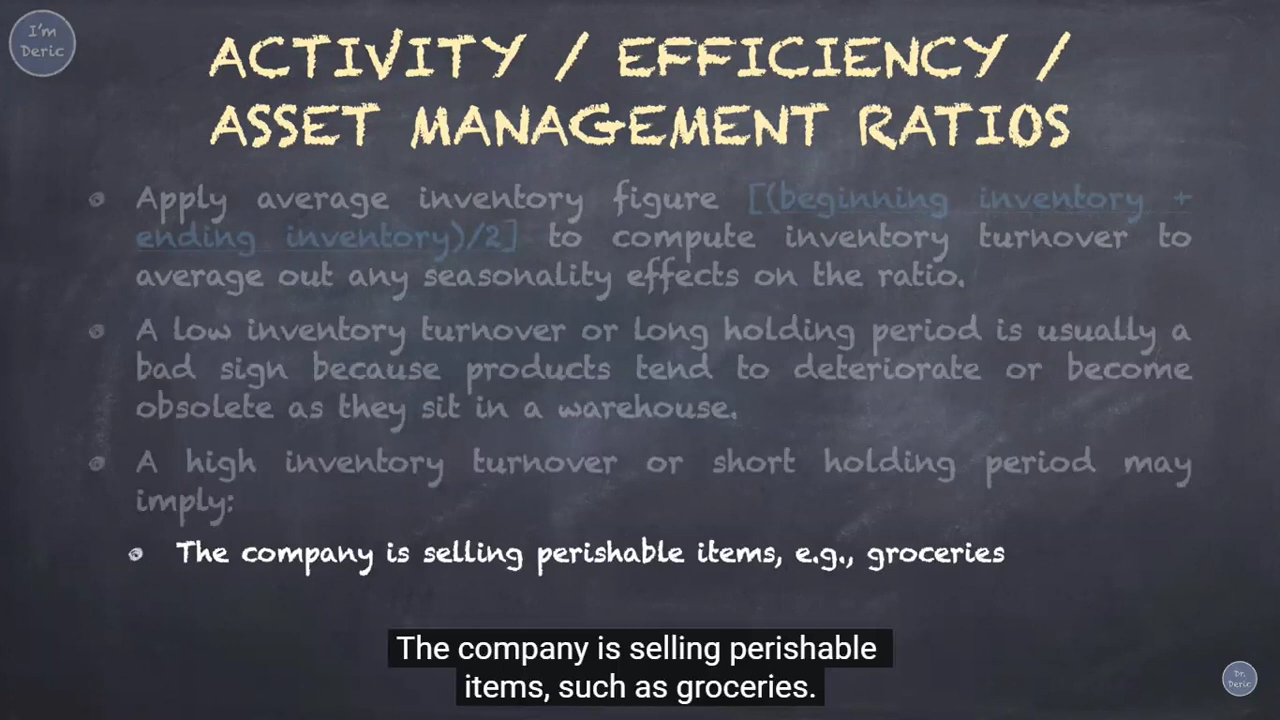 I'm
Deric
ACTIVITY / EFFICIENCY /
ASSET MANAGEMENT RATIOS
Apply average inventory figure [(beginning inventory +
ending inventory)/2] to compute inventory turnover to
average out any seasonality effects on the ratio.
A low inventory turnover or long holding period is usually a
bad sign because products tend to deteriorate or become
obsolete as they sit in a warehouse.
A high inventory turnover or short holding period may
imply:
The company is selling perishable items, e.g., groceries
The company is selling perishable
items, such as groceries.
Dr.
Deric